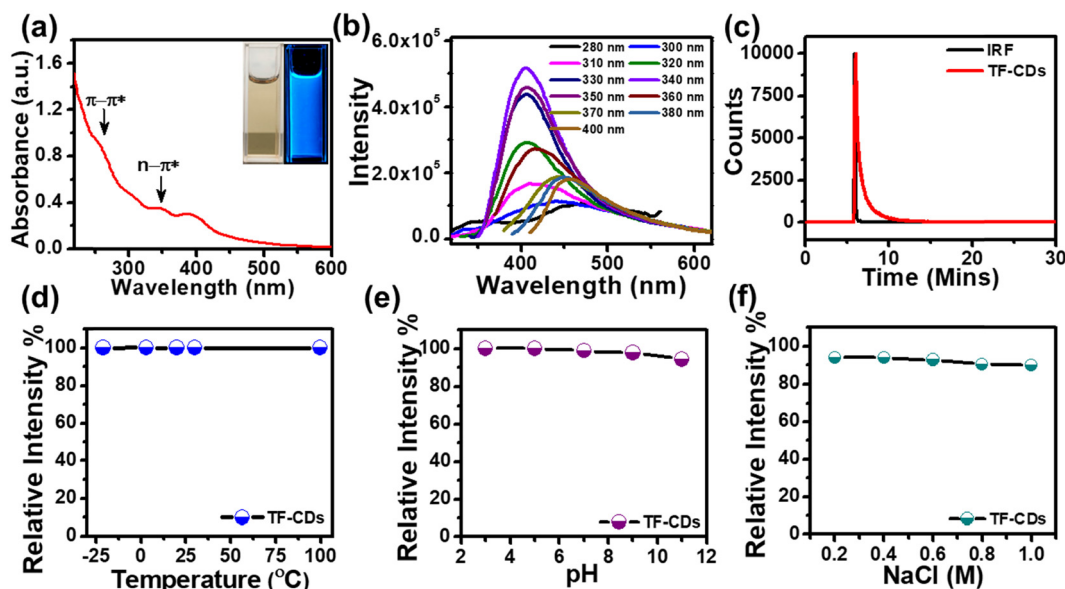 (a)
Absorbance (a.u.)
1.6
1.2
0.8
0.4
0.0
π–π*
n–π*
300 400 500 600
Wavelength (nm)
(b)
Intensity
6.0x10⁵
4.0x10⁵
2.0x10⁵
0.0
280 nm 300 nm
310 nm 320 nm
330 nm 340 nm
350 nm 360 nm
370 nm 380 nm
400 nm
400 500 600
Wavelength (nm)
(c)
Counts
10000
7500
5000
2500
0
IRF
TF-CDs
0 10 20 30
Time (Mins)
(d)
Relative Intensity %
100
80
60
40
20
0
TF-CDs
-25 0 25 50 75 100
Temperature (°C)
(e)
Relative Intensity %
100
80
60
40
20
0
TF-CDs
2 4 6 8 10 12
pH
(f)
Relative Intensity %
100
80
60
40
20
0
TF-CDs
0.2 0.4 0.6 0.8 1.0
NaCl (M)